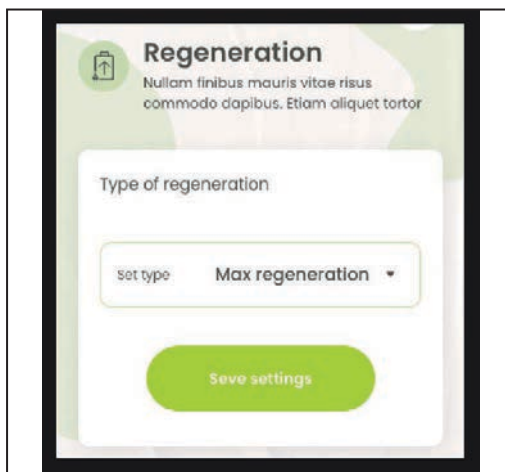 Regeneration
Nullam finibus mauris vitae risus
commodo dapibus. Etiam aliquet tortor
Type of regeneration
Set type Max regeneration
Seve settings